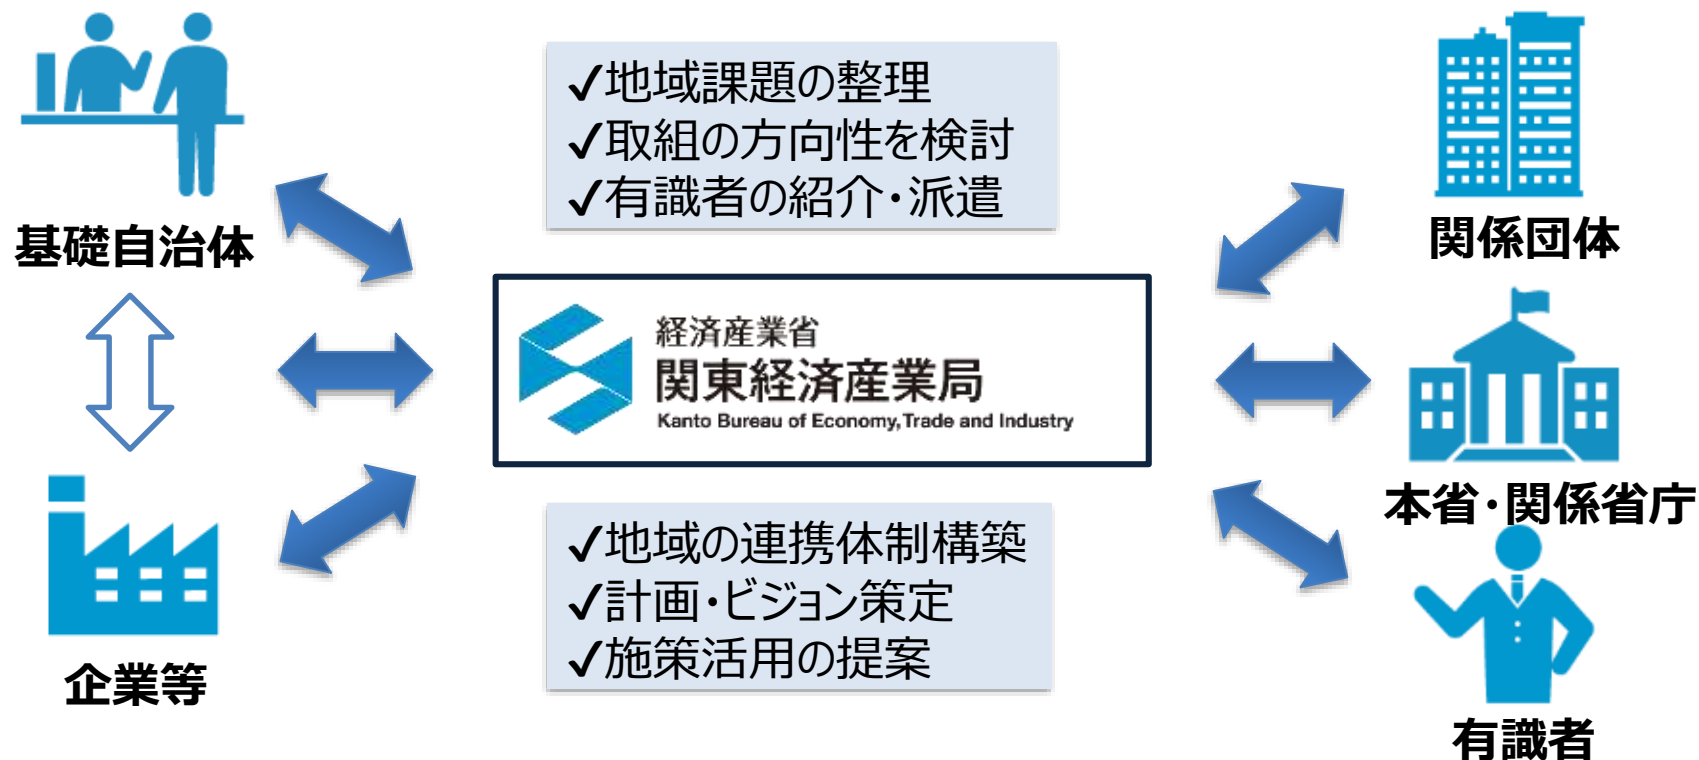 基礎自治体
企業等
✓地域課題の整理
✓取組の方向性を検討
✓有識者の紹介・派遣
経済産業省
関東経済産業局
Kanto Bureau of Economy, Trade and Industry
✓地域の連携体制構築
✓計画・ビジョン策定
✓施策活用の提案
関係団体
本省・関係省庁
有識者